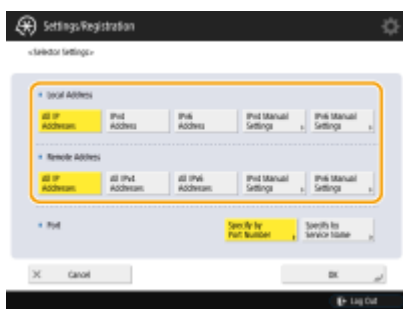 Settings/Registration
<Selector Settings>
Local Address
All IP Addresses
IPv4 Address
IPv6 Address
IPv4 Manual Settings
IPv6 Manual Settings
Remote Address
All IP Addresses
All IPv4 Addresses
All IPv6 Addresses
IPv4 Manual Settings
IPv6 Manual Settings
Port
Specify by Port Number
Specify by Service Name
Cancel
OK
Log Out